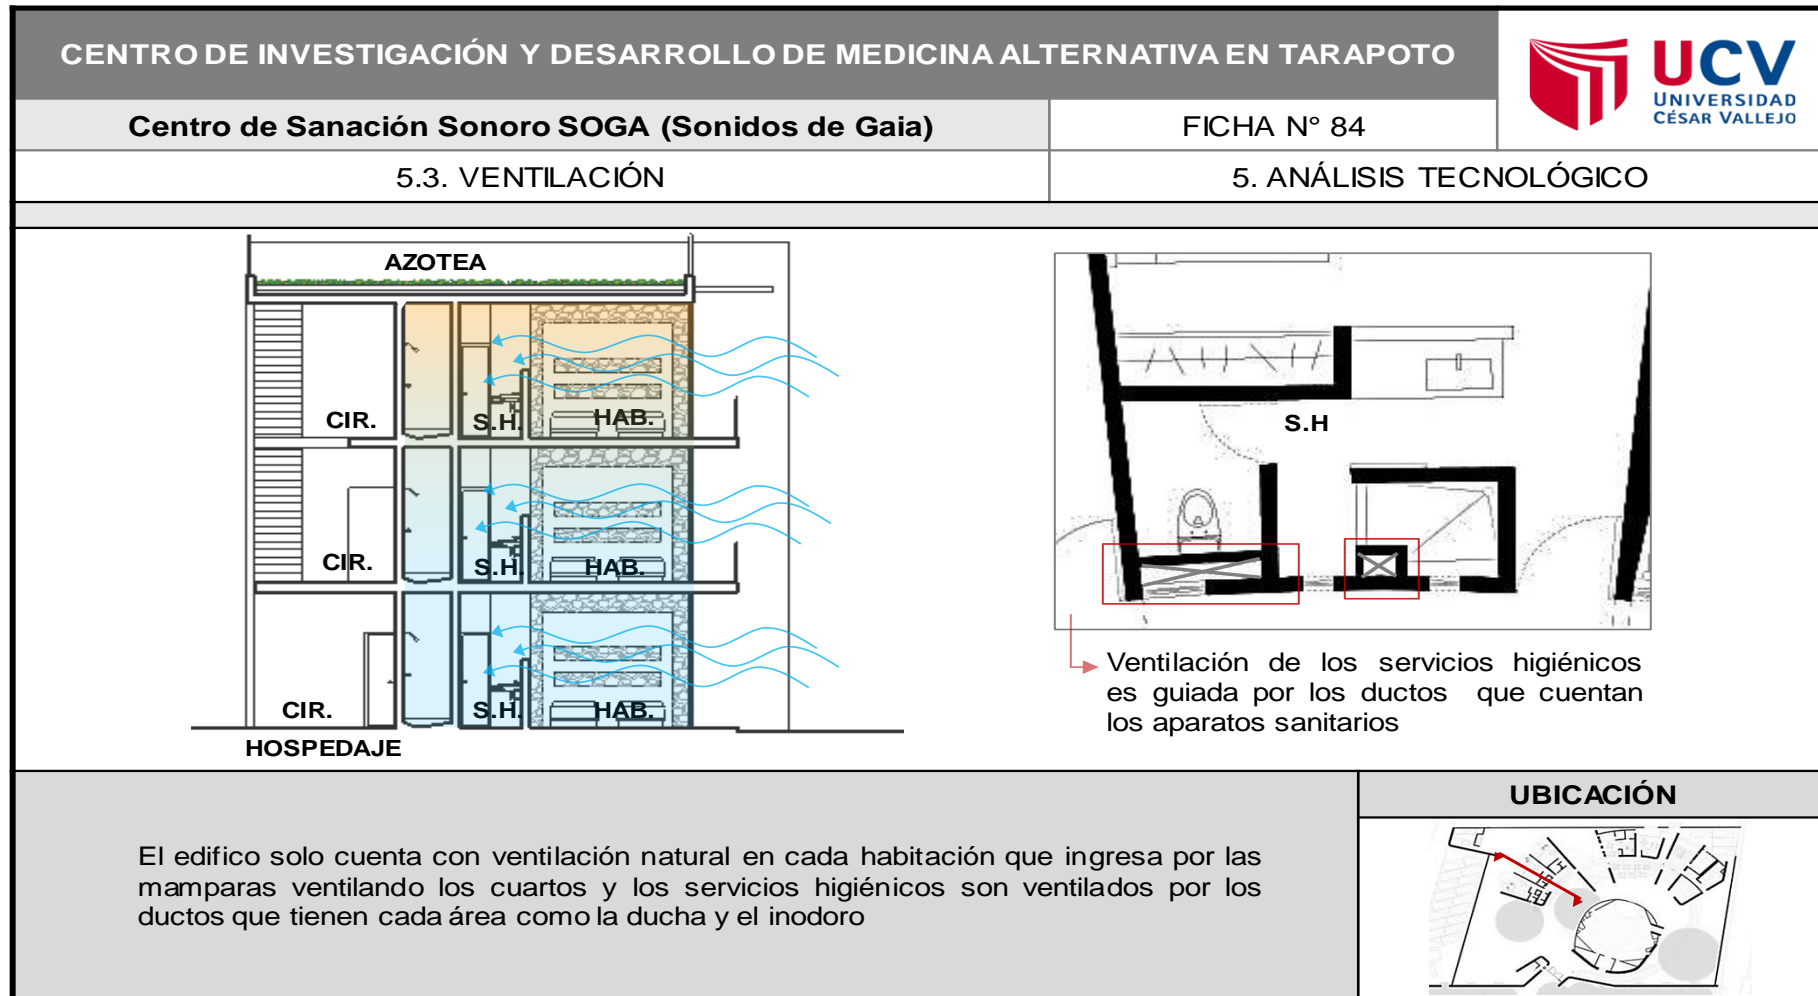 CENTRO DE INVESTIGACIÓN Y DESARROLLO DE MEDICINA ALTERNATIVA EN TARAPOTO
UCV
UNIVERSIDAD
CÉSAR VALLEJO
Centro de Sanación Sonoro SOGA (Sonidos de Gaia)
FICHA N° 84
5.3. VENTILACIÓN
5. ANÁLISIS TECNOLÓGICO
AZOTEA
CIR.
S.H.
HAB.
CIR.
S.H.
HAB.
CIR.
S.H.
HAB.
HOSPEDAJE
S.H
Ventilación de los servicios higiénicos
es guiada por los ductos que cuentan
los aparatos sanitarios
El edifico solo cuenta con ventilación natural en cada habitación que ingresa por las
mamparas ventilando los cuartos y los servicios higiénicos son ventilados por los
ductos que tienen cada área como la ducha y el inodoro
UBICACIÓN